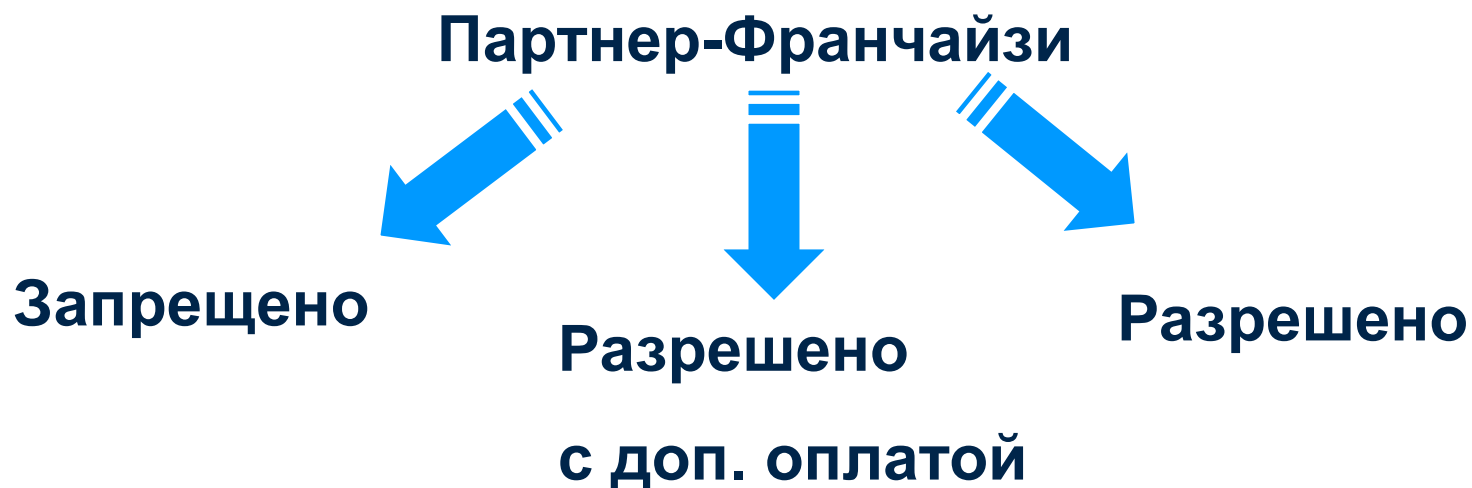 Партнер-Франчайзи
Запрещено
Разрешено
с доп. оплатой
Разрешено